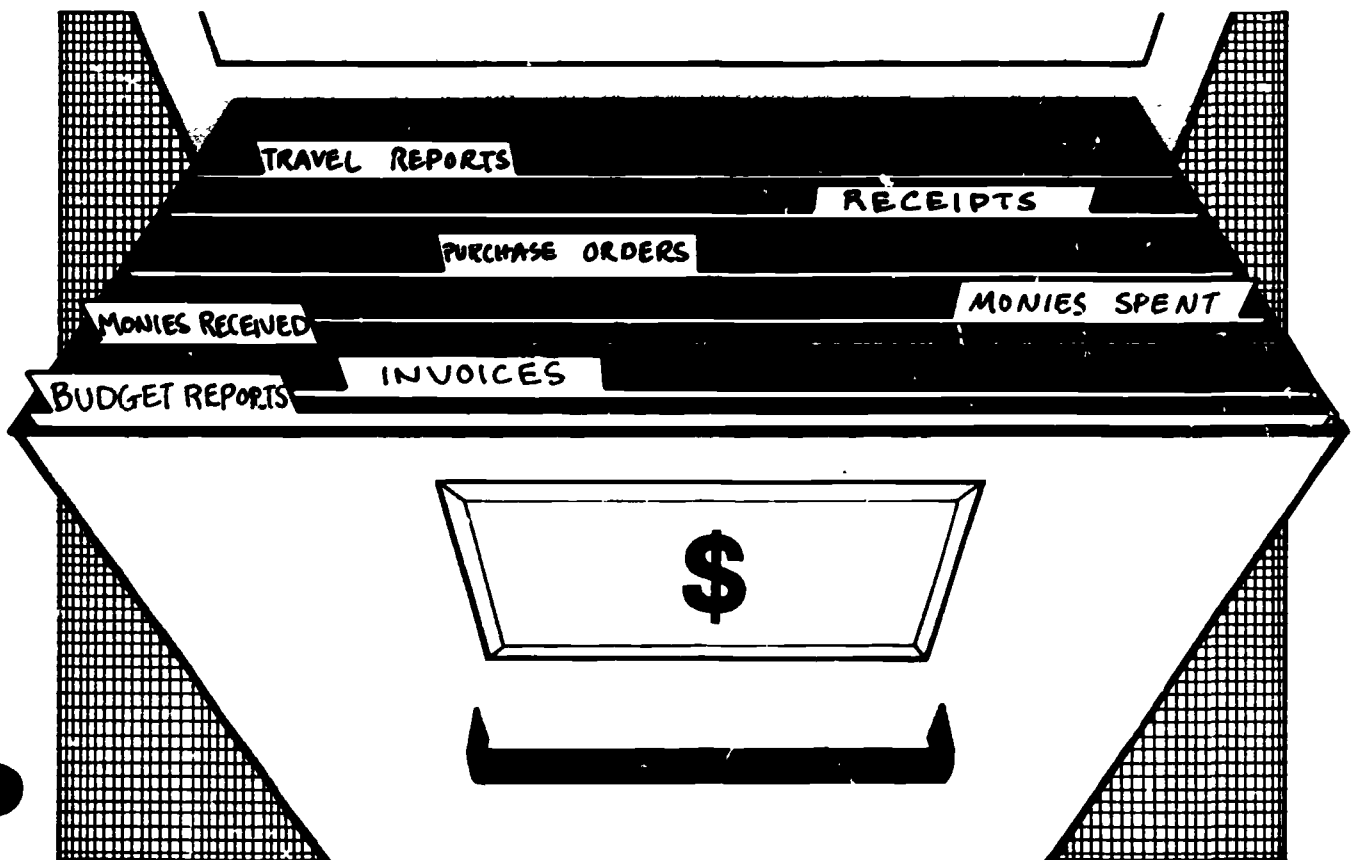 TRAVEL REPORTS
RECEIPTS
PURCHASE ORDERS
MONIES SPENT
MONIES RECEIVED
INVOICES
BUDGET REPORTS
$